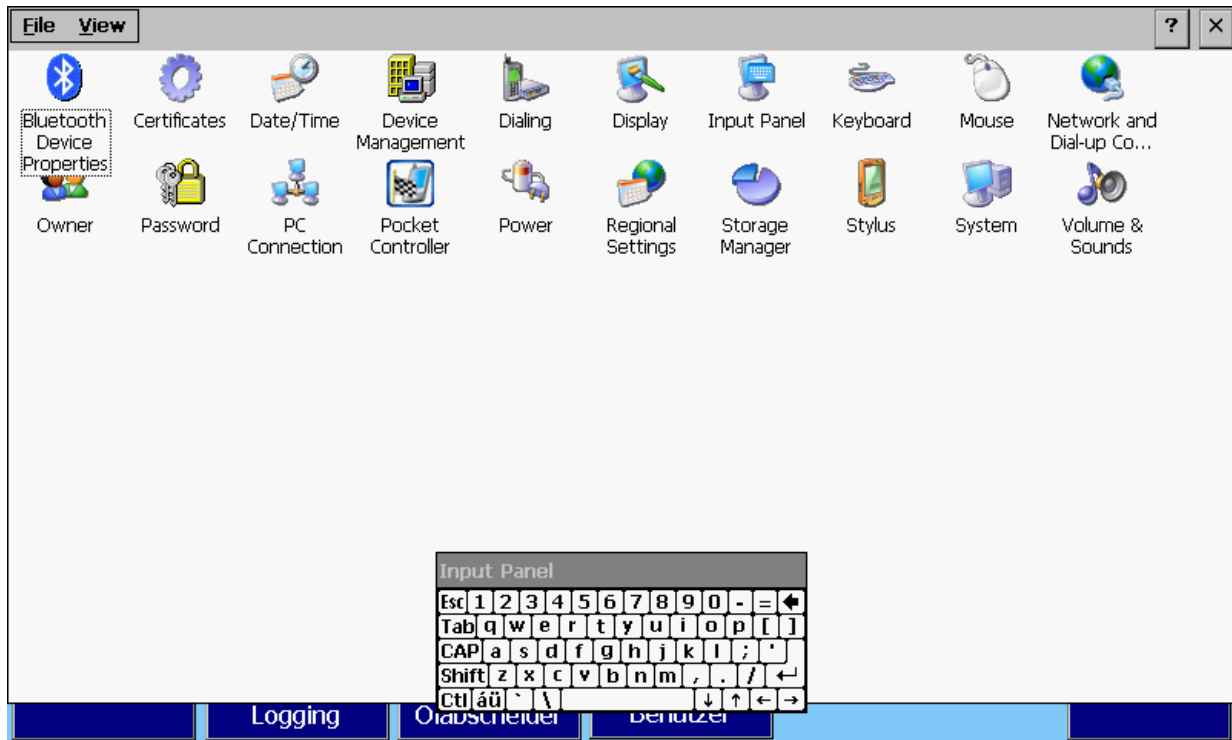 File View ? ×
Bluetooth Device Properties
Certificates
Date/Time
Device Management
Dialing
Display
Input Panel
Keyboard
Mouse
Network and Dial-up Co...
Owner
Password
PC Connection
Pocket Controller
Power
Regional Settings
Storage Manager
Stylus
System
Volume & Sounds
Input Panel
Esc 1 2 3 4 5 6 7 8 9 0 - =
Tab q w e r t y u i o p [ ]
CAP a s d f g h j k l ; '
Shift z x c v b n m , . /
Ctl áü ` \ ↓ ↑ ← →
Logging
Ölabscheider
Benutzer